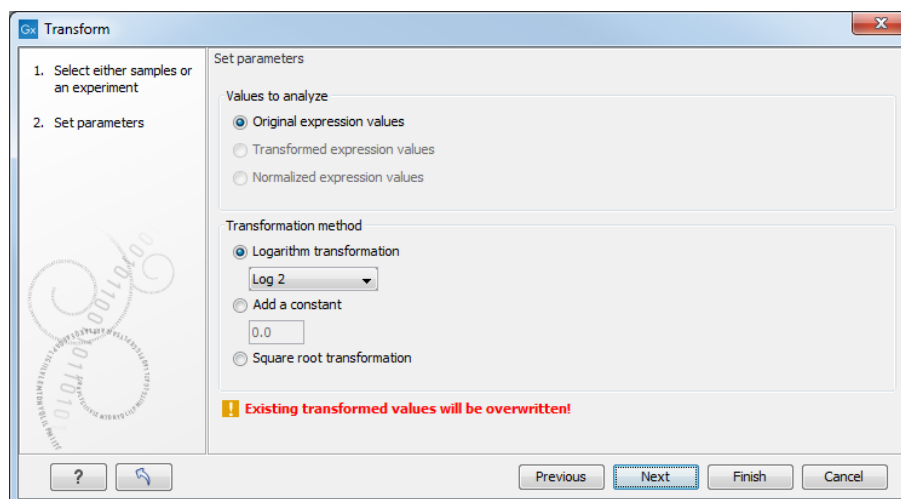 Gx Transform
1. Select either samples or
an experiment
2. Set parameters
Set parameters
Values to analyze
Original expression values
Transformed expression values
Normalized expression values
Transformation method
Logarithm transformation
Log 2
Add a constant
0.0
Square root transformation
! Existing transformed values will be overwritten!
?
Previous
Next
Finish
Cancel